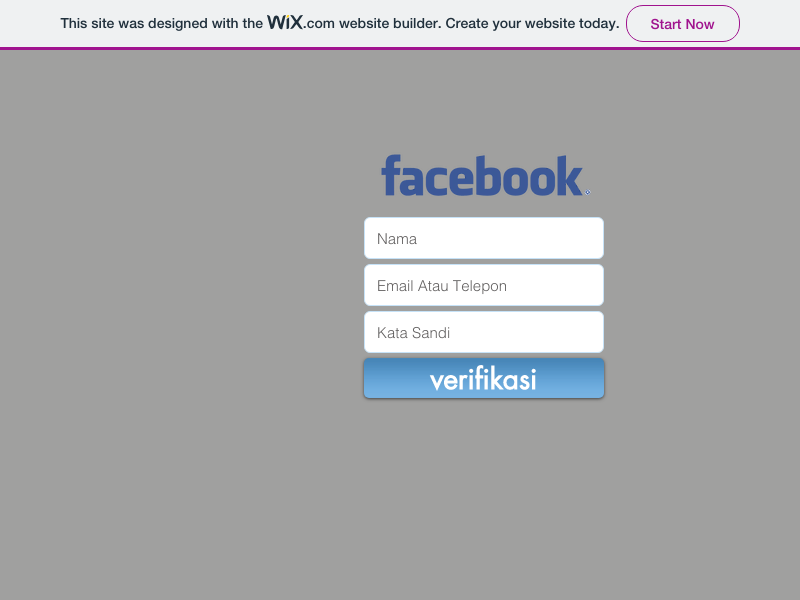 This site was designed with the WiX.com website builder. Create your website today. Start Now
facebook
Nama
Email Atau Telepon
Kata Sandi
verifikasi